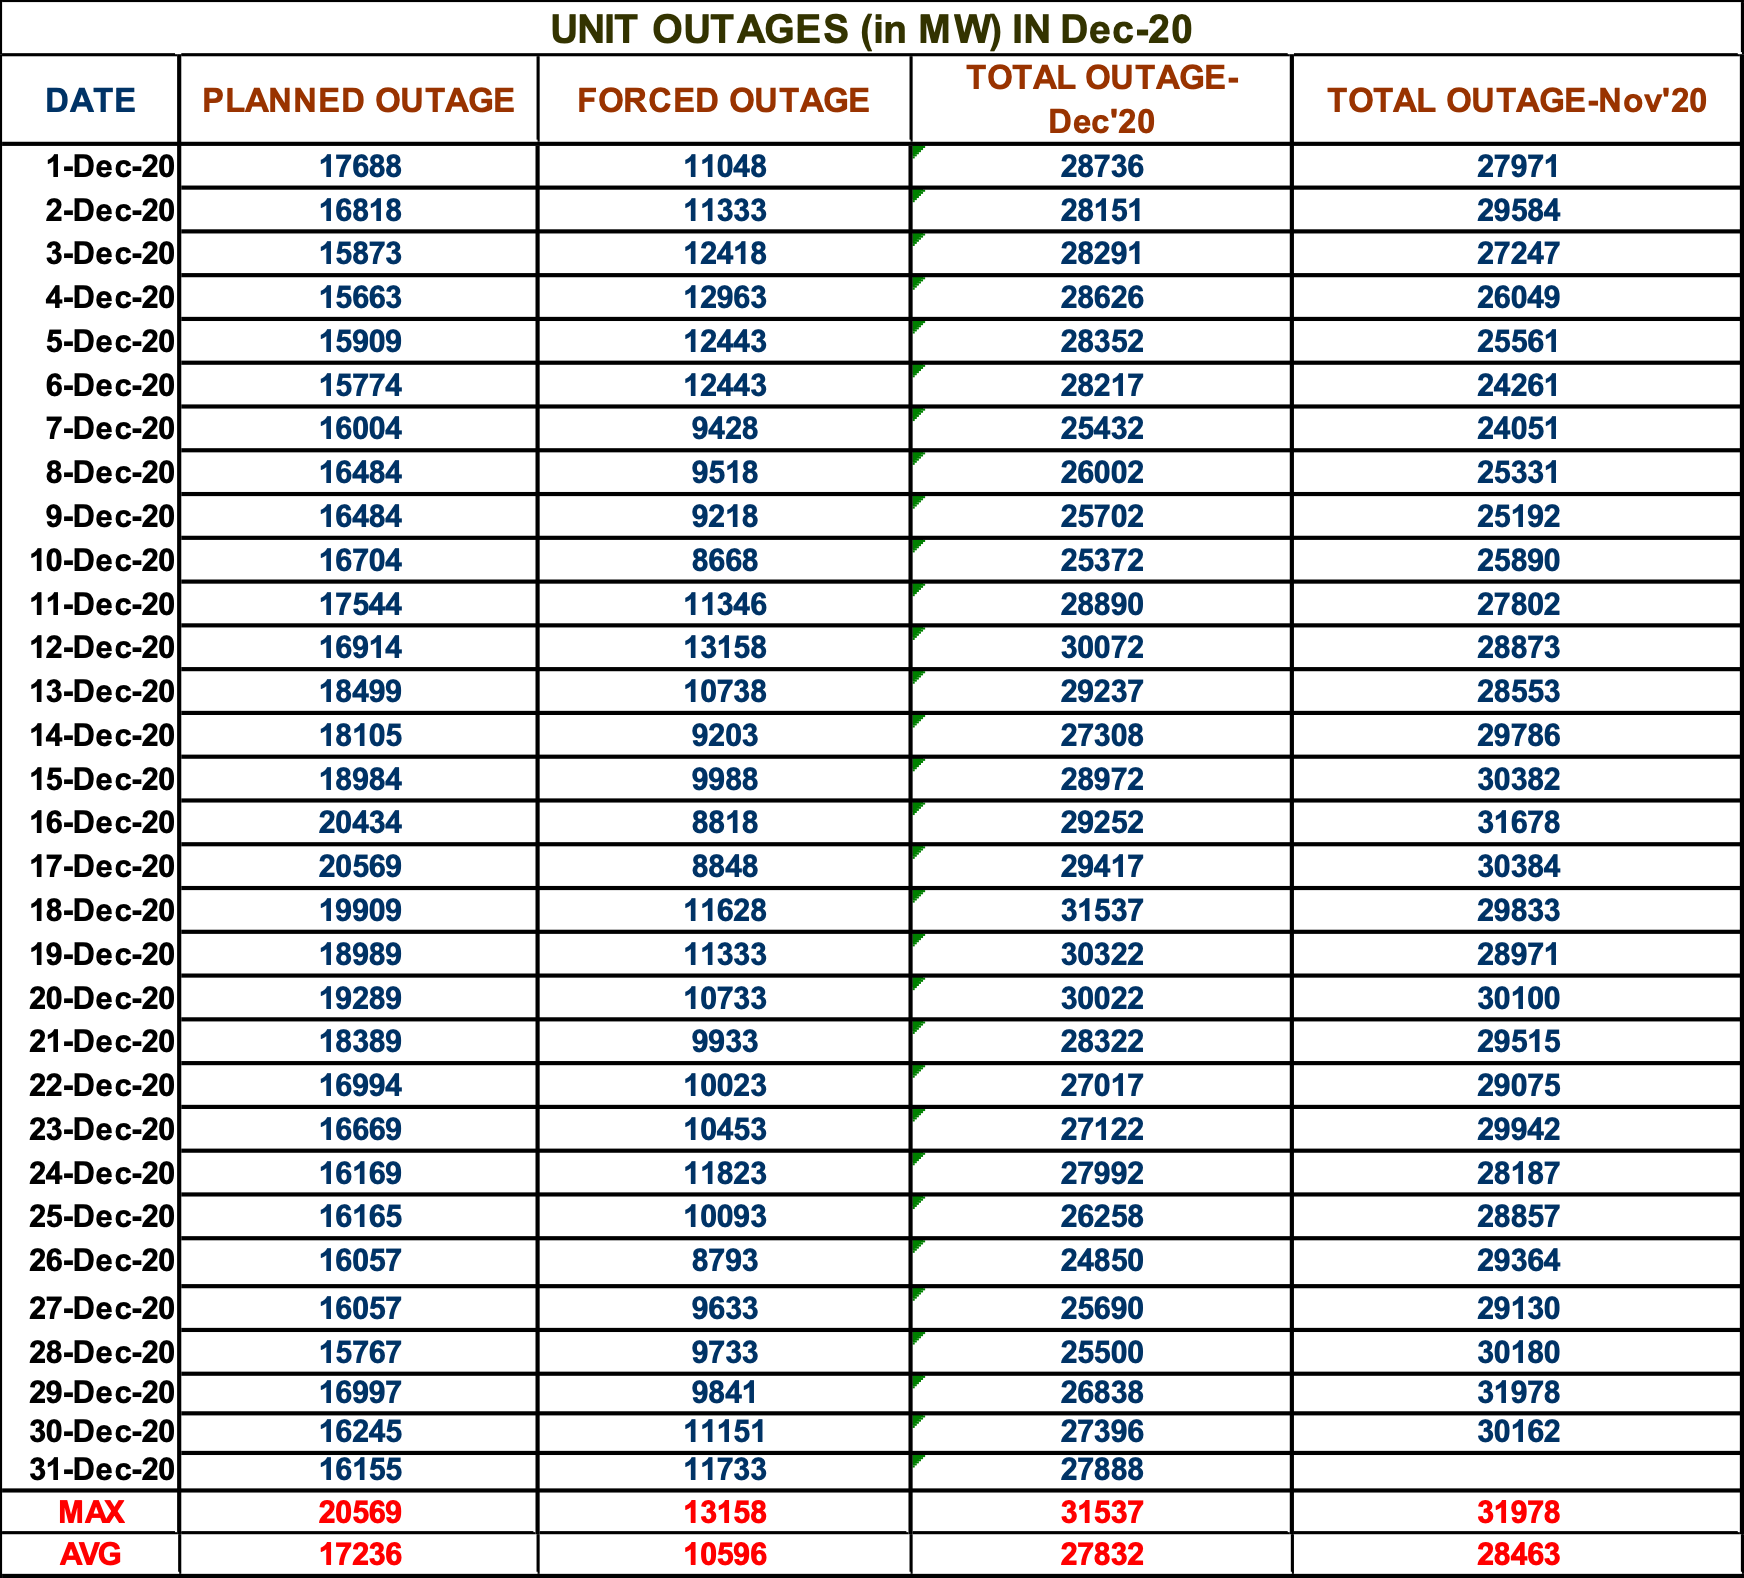 UNIT OUTAGES (in MW) IN Dec-20
DATE PLANNED OUTAGE FORCED OUTAGE TOTAL OUTAGE-Dec'20 TOTAL OUTAGE-Nov'20
1-Dec-20 17688 11048 28736 27971
2-Dec-20 16818 11333 28151 29584
3-Dec-20 15873 12418 28291 27247
4-Dec-20 15663 12963 28626 26049
5-Dec-20 15909 12443 28352 25561
6-Dec-20 15774 12443 28217 24261
7-Dec-20 16004 9428 25432 24051
8-Dec-20 16484 9518 26002 25331
9-Dec-20 16484 9218 25702 25192
10-Dec-20 16704 8668 25372 25890
11-Dec-20 17544 11346 28890 27802
12-Dec-20 16914 13158 30072 28873
13-Dec-20 18499 10738 29237 28553
14-Dec-20 18105 9203 27308 29786
15-Dec-20 18984 9988 28972 30382
16-Dec-20 20434 8818 29252 31678
17-Dec-20 20569 8848 29417 30384
18-Dec-20 19909 11628 31537 29833
19-Dec-20 18989 11333 30322 28971
20-Dec-20 19289 10733 30022 30100
21-Dec-20 18389 9933 28322 29515
22-Dec-20 16994 10023 27017 29075
23-Dec-20 16669 10453 27122 29942
24-Dec-20 16169 11823 27992 28187
25-Dec-20 16165 10093 26258 28857
26-Dec-20 16057 8793 24850 29364
27-Dec-20 16057 9633 25690 29130
28-Dec-20 15767 9733 25500 30180
29-Dec-20 16997 9841 26838 31978
30-Dec-20 16245 11151 27396 30162
31-Dec-20 16155 11733 27888
MAX 20569 13158 31537 31978
AVG 17236 10596 27832 28463